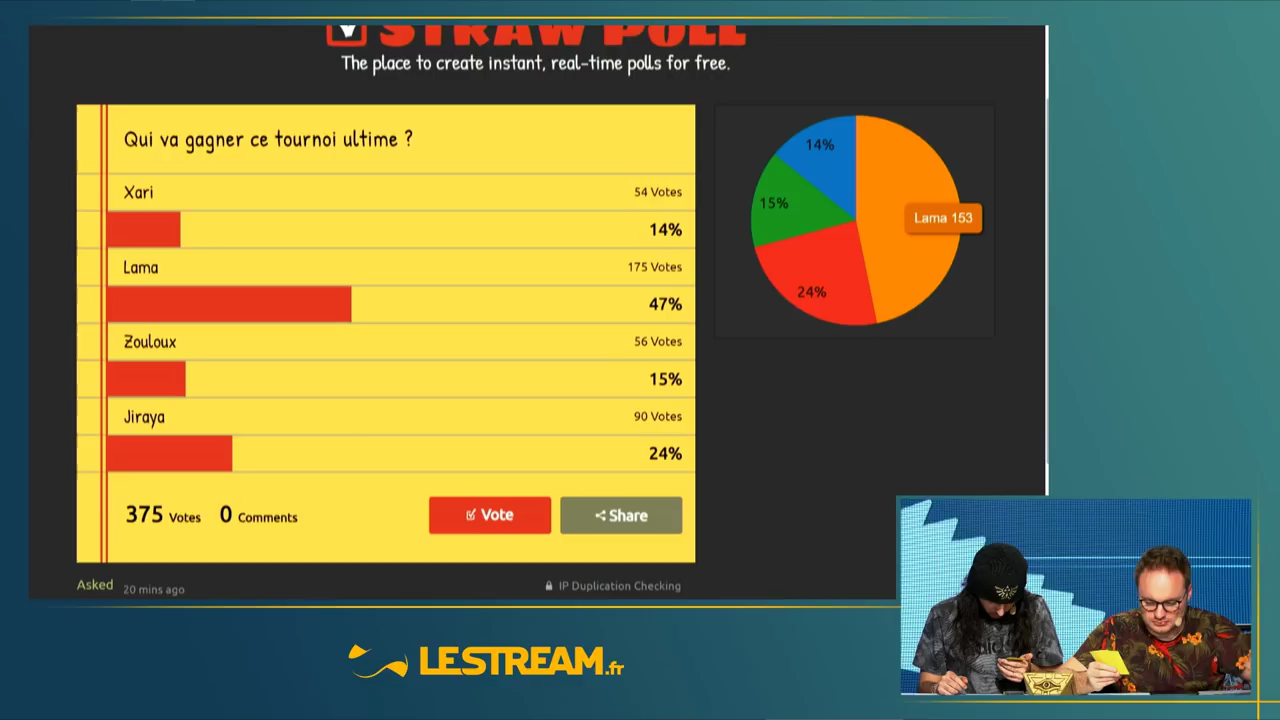 STRAW POLL
The place to create instant, real-time polls for free.
Qui va gagner ce tournoi ultime ?
Xari
54 Votes
14%
Lama
175 Votes
47%
Zouloux
56 Votes
15%
Jiraya
90 Votes
24%
375 Votes 0 Comments
Vote
Share
Asked 20 mins ago
IP Duplication Checking
14%
15%
Lama 153
24%
LESTREAM.fr